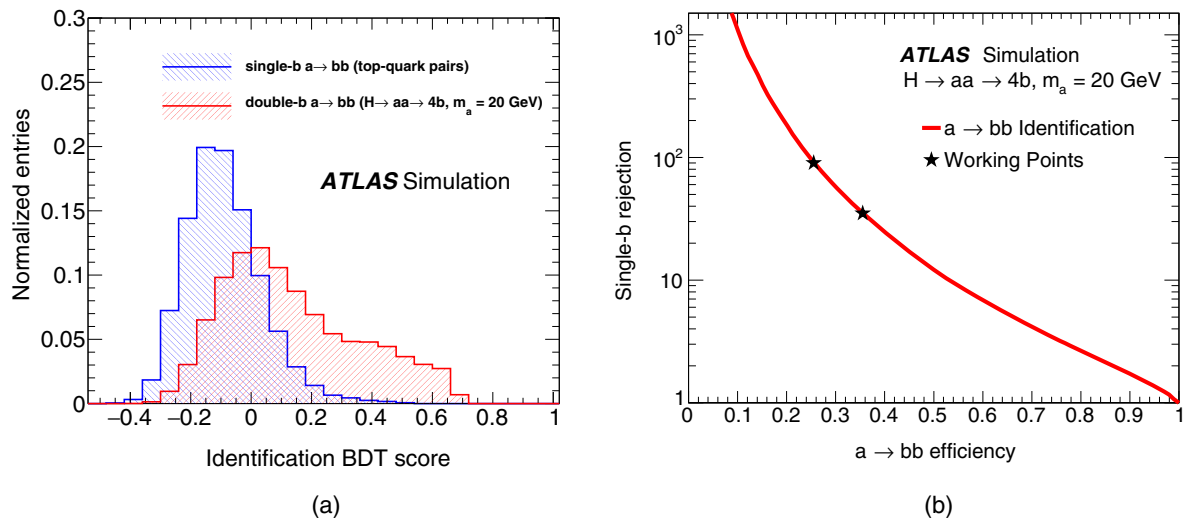 0.3
0.25
0.2
0.15
0.1
0.05
0
Normalized entries
single-b a→ bb (top-quark pairs)
double-b a→ bb (H→ aa→ 4b, mₐ = 20 GeV)
ATLAS Simulation
−0.4 −0.2 0 0.2 0.4 0.6 0.8 1
Identification BDT score
(a)
10³
10²
10
1
Single-b rejection
ATLAS Simulation
H → aa → 4b, mₐ = 20 GeV
a → bb Identification
Working Points
0 0.1 0.2 0.3 0.4 0.5 0.6 0.7 0.8 0.9 1
a → bb efficiency
(b)